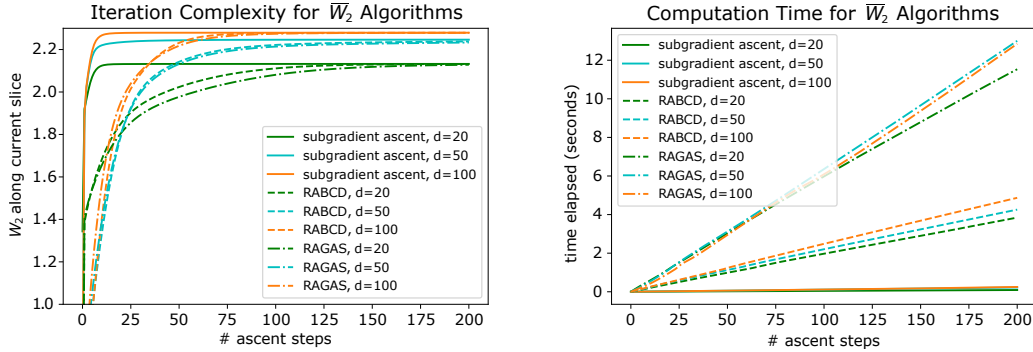 Iteration Complexity for W̅₂ Algorithms
W₂ along current slice
2.2
2.0
1.8
1.6
1.4
1.2
1.0
subgradient ascent, d=20
subgradient ascent, d=50
subgradient ascent, d=100
RABCD, d=20
RABCD, d=50
RABCD, d=100
RAGAS, d=20
RAGAS, d=50
RAGAS, d=100
0 25 50 75 100 125 150 175 200
# ascent steps
Computation Time for W̅₂ Algorithms
time elapsed (seconds)
12
10
8
6
4
2
0
subgradient ascent, d=20
subgradient ascent, d=50
subgradient ascent, d=100
RABCD, d=20
RABCD, d=50
RABCD, d=100
RAGAS, d=20
RAGAS, d=50
RAGAS, d=100
0 25 50 75 100 125 150 175 200
# ascent steps